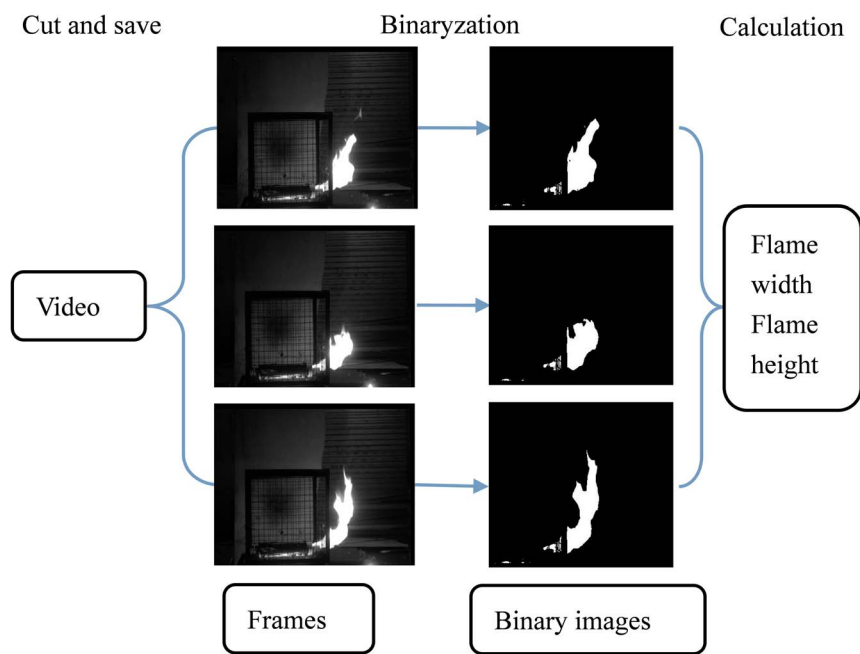 Cut and save
Binaryzation
Calculation
Video
Flame
width
Flame
height
Frames
Binary images